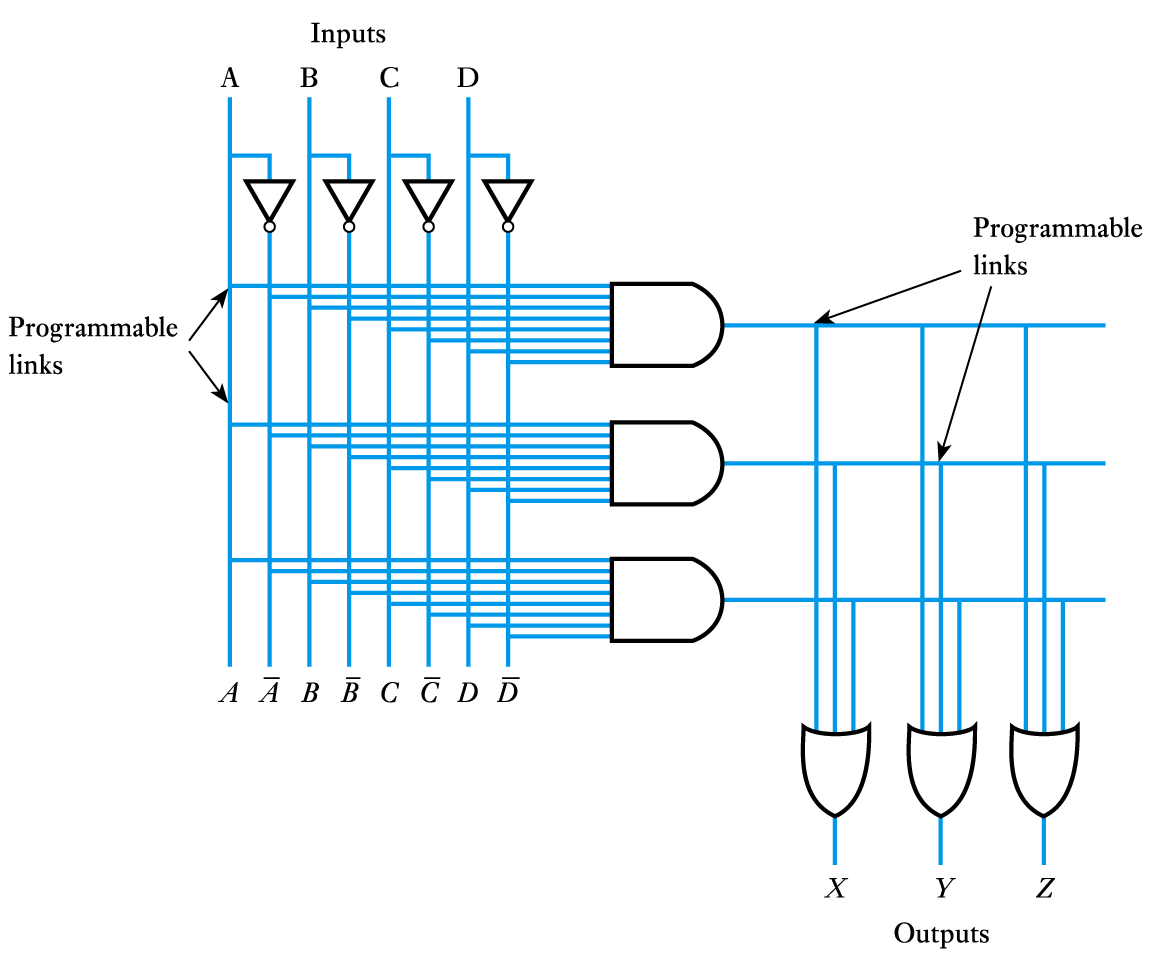 Inputs
A B C D
Programmable
links
Programmable
links
A A̅ B B̅ C C̅ D D̅
X Y Z
Outputs